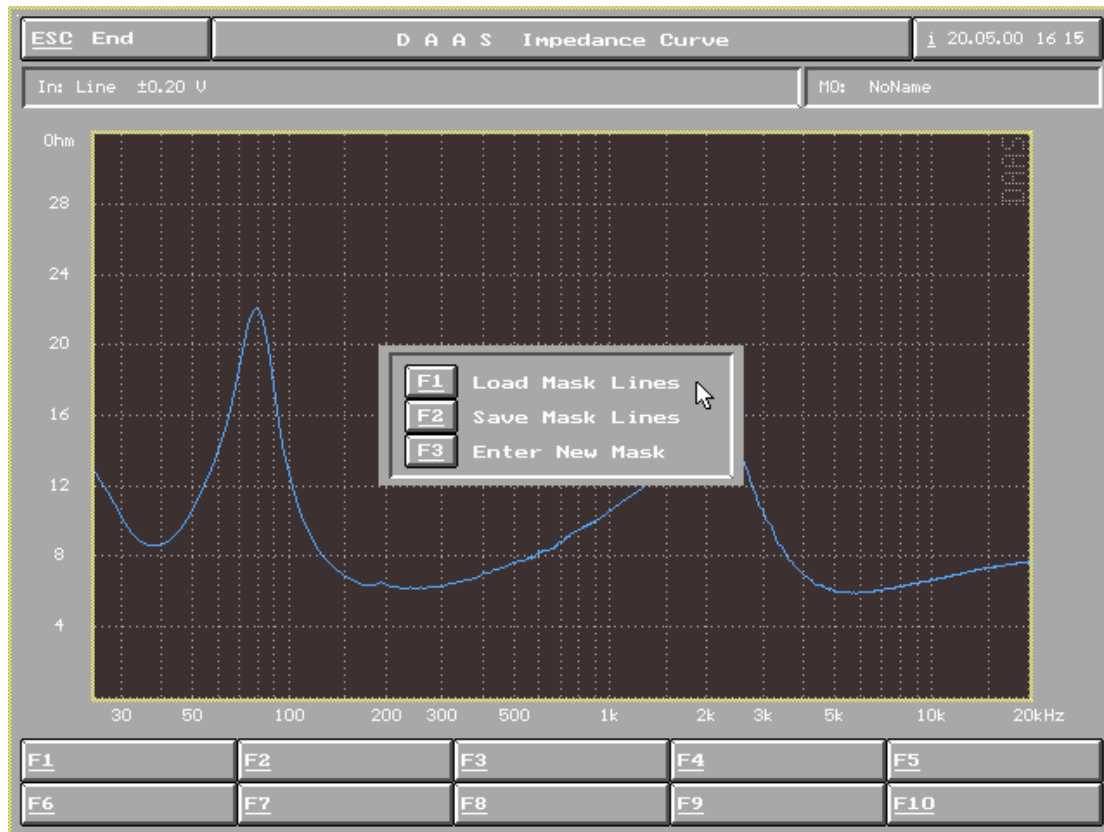 ESC End
D A A S Impedance Curve
i 20.05.00 16 15
In: Line ±0.20 V
M0: NoName
Ohm
DAAS
28
24
20
16
12
8
4
F1 Load Mask Lines
F2 Save Mask Lines
F3 Enter New Mask
30 50 100 200 300 500 1k 2k 3k 5k 10k 20kHz
F1 F2 F3 F4 F5
F6 F7 F8 F9 F10